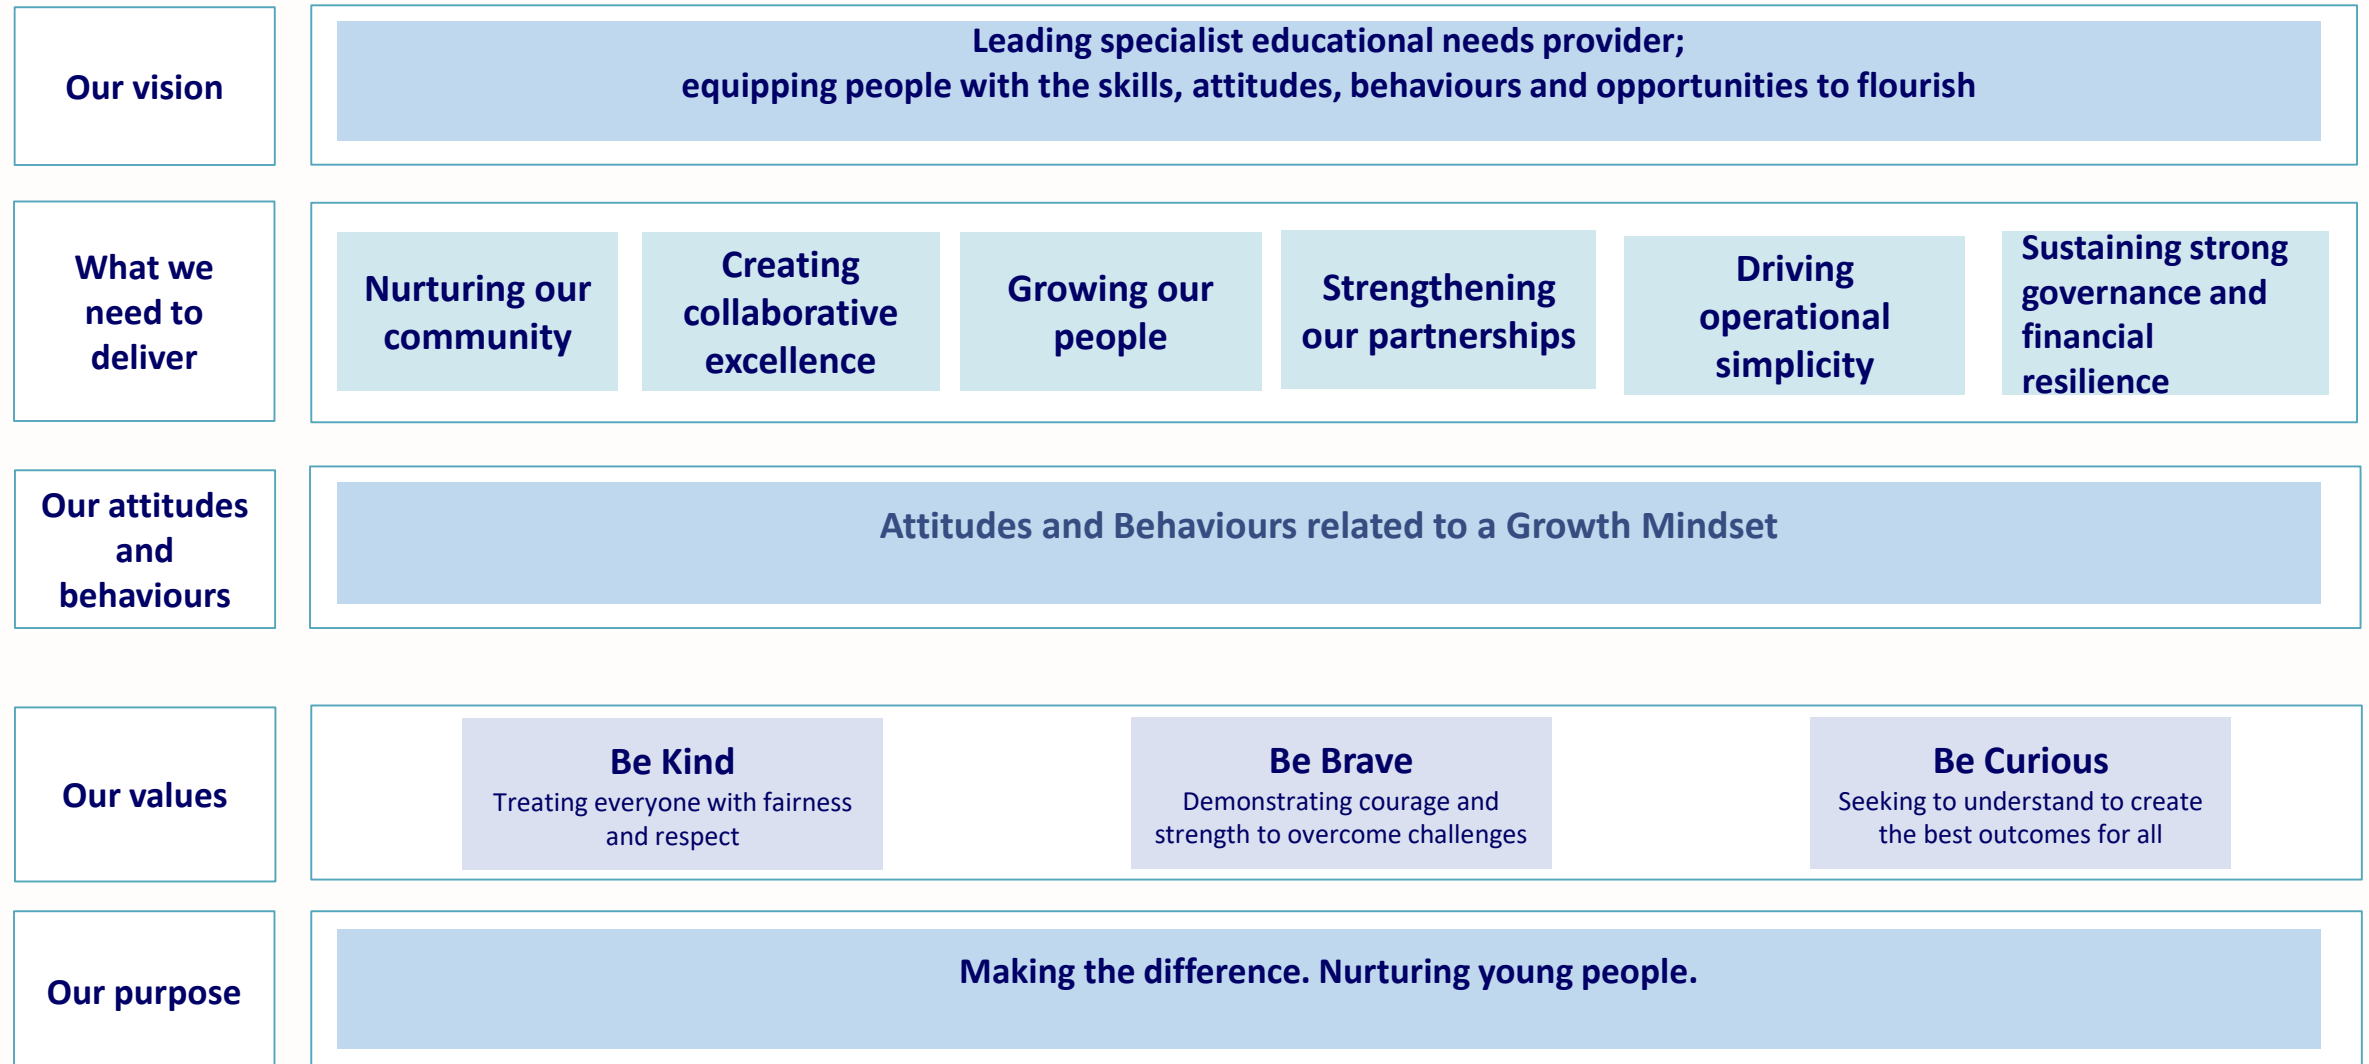 Our vision
Leading specialist educational needs provider;
equipping people with the skills, attitudes, behaviours and opportunities to flourish
What we
need to
deliver
Nurturing our
community
Creating
collaborative
excellence
Growing our
people
Strengthening
our partnerships
Driving
operational
simplicity
Sustaining strong
governance and
financial
resilience
Our attitudes
and
behaviours
Attitudes and Behaviours related to a Growth Mindset
Our values
Be Kind
Treating everyone with fairness
and respect
Be Brave
Demonstrating courage and
strength to overcome challenges
Be Curious
Seeking to understand to create
the best outcomes for all
Our purpose
Making the difference. Nurturing young people.